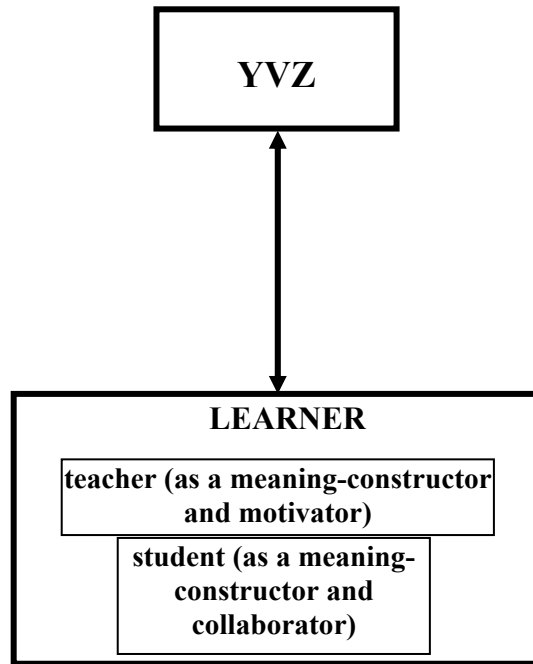 YVZ
LEARNER
teacher (as a meaning-constructor
and motivator)
student (as a meaning-
constructor and
collaborator)